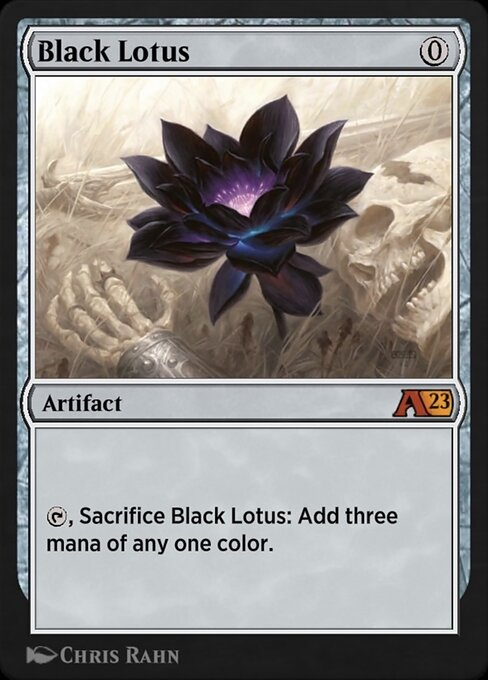 Black Lotus 0
Artifact A23
, Sacrifice Black Lotus: Add three
mana of any one color.
Chris Rahn